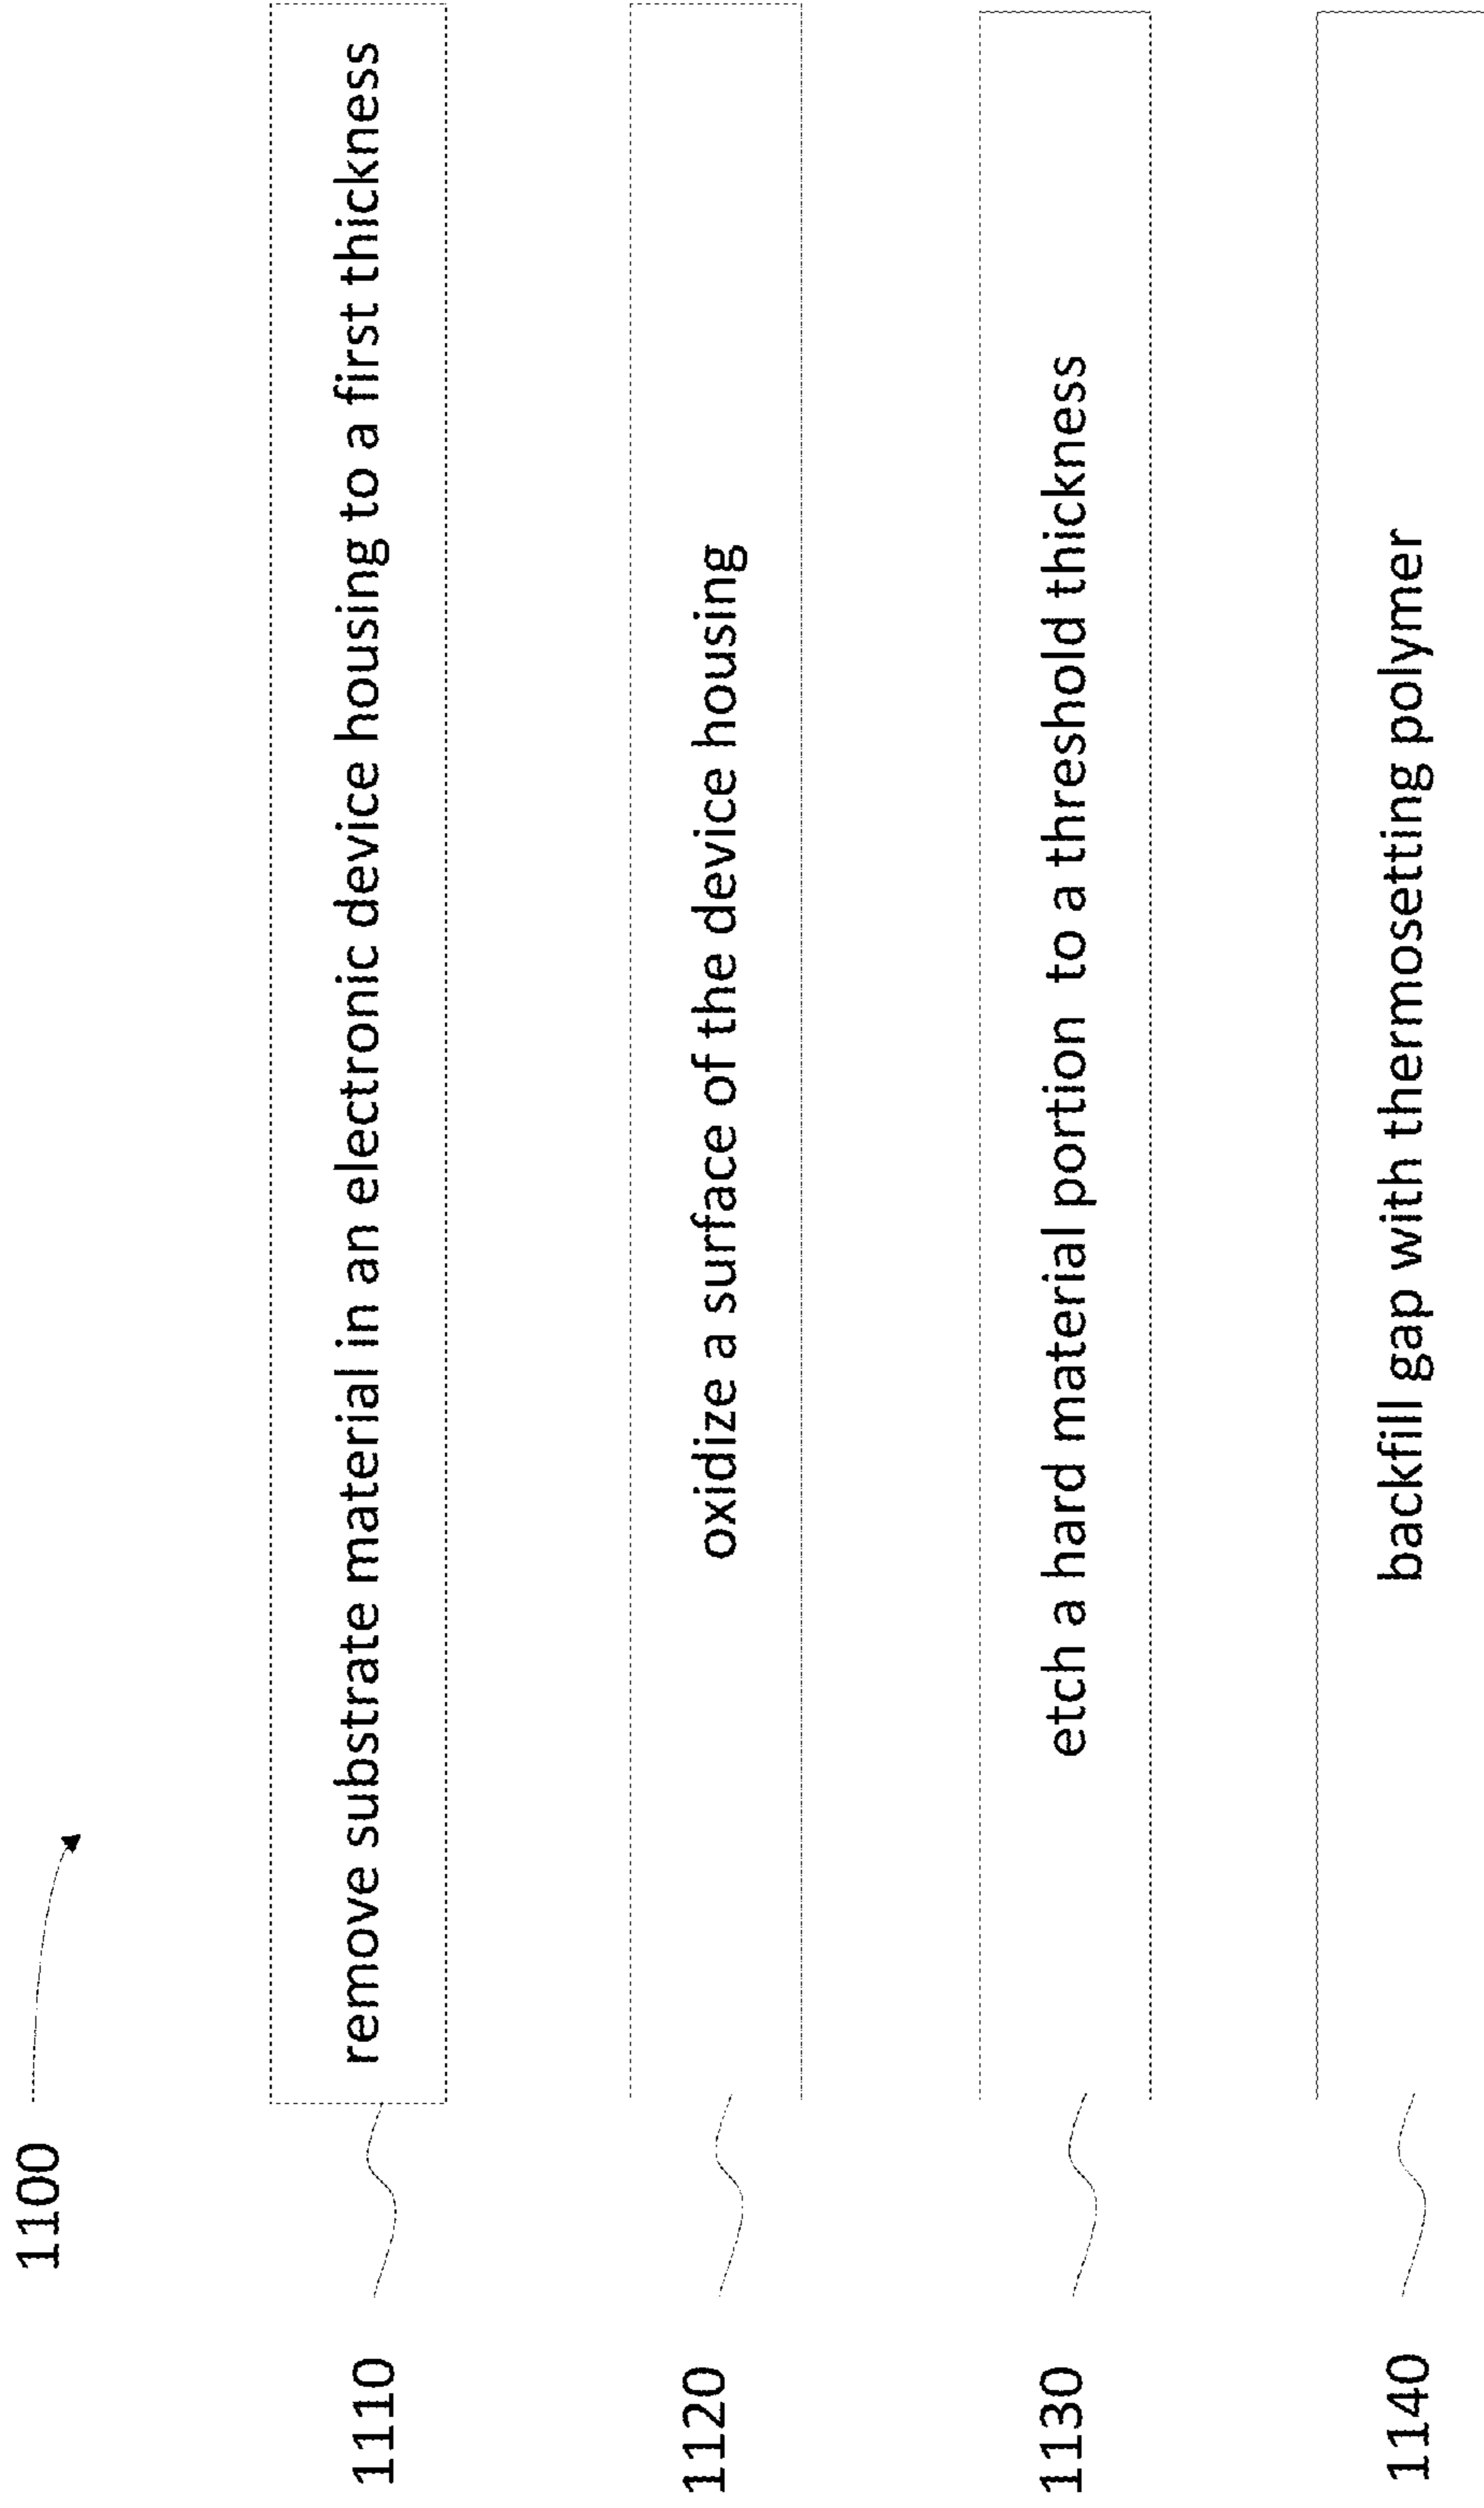 1100
1110
remove substrate material in an electronic device housing to a first thickness
1120
oxidize a surface of the device housing
1130
etch a hard material portion to a threshold thickness
1140
backfill gap with thermosetting polymer